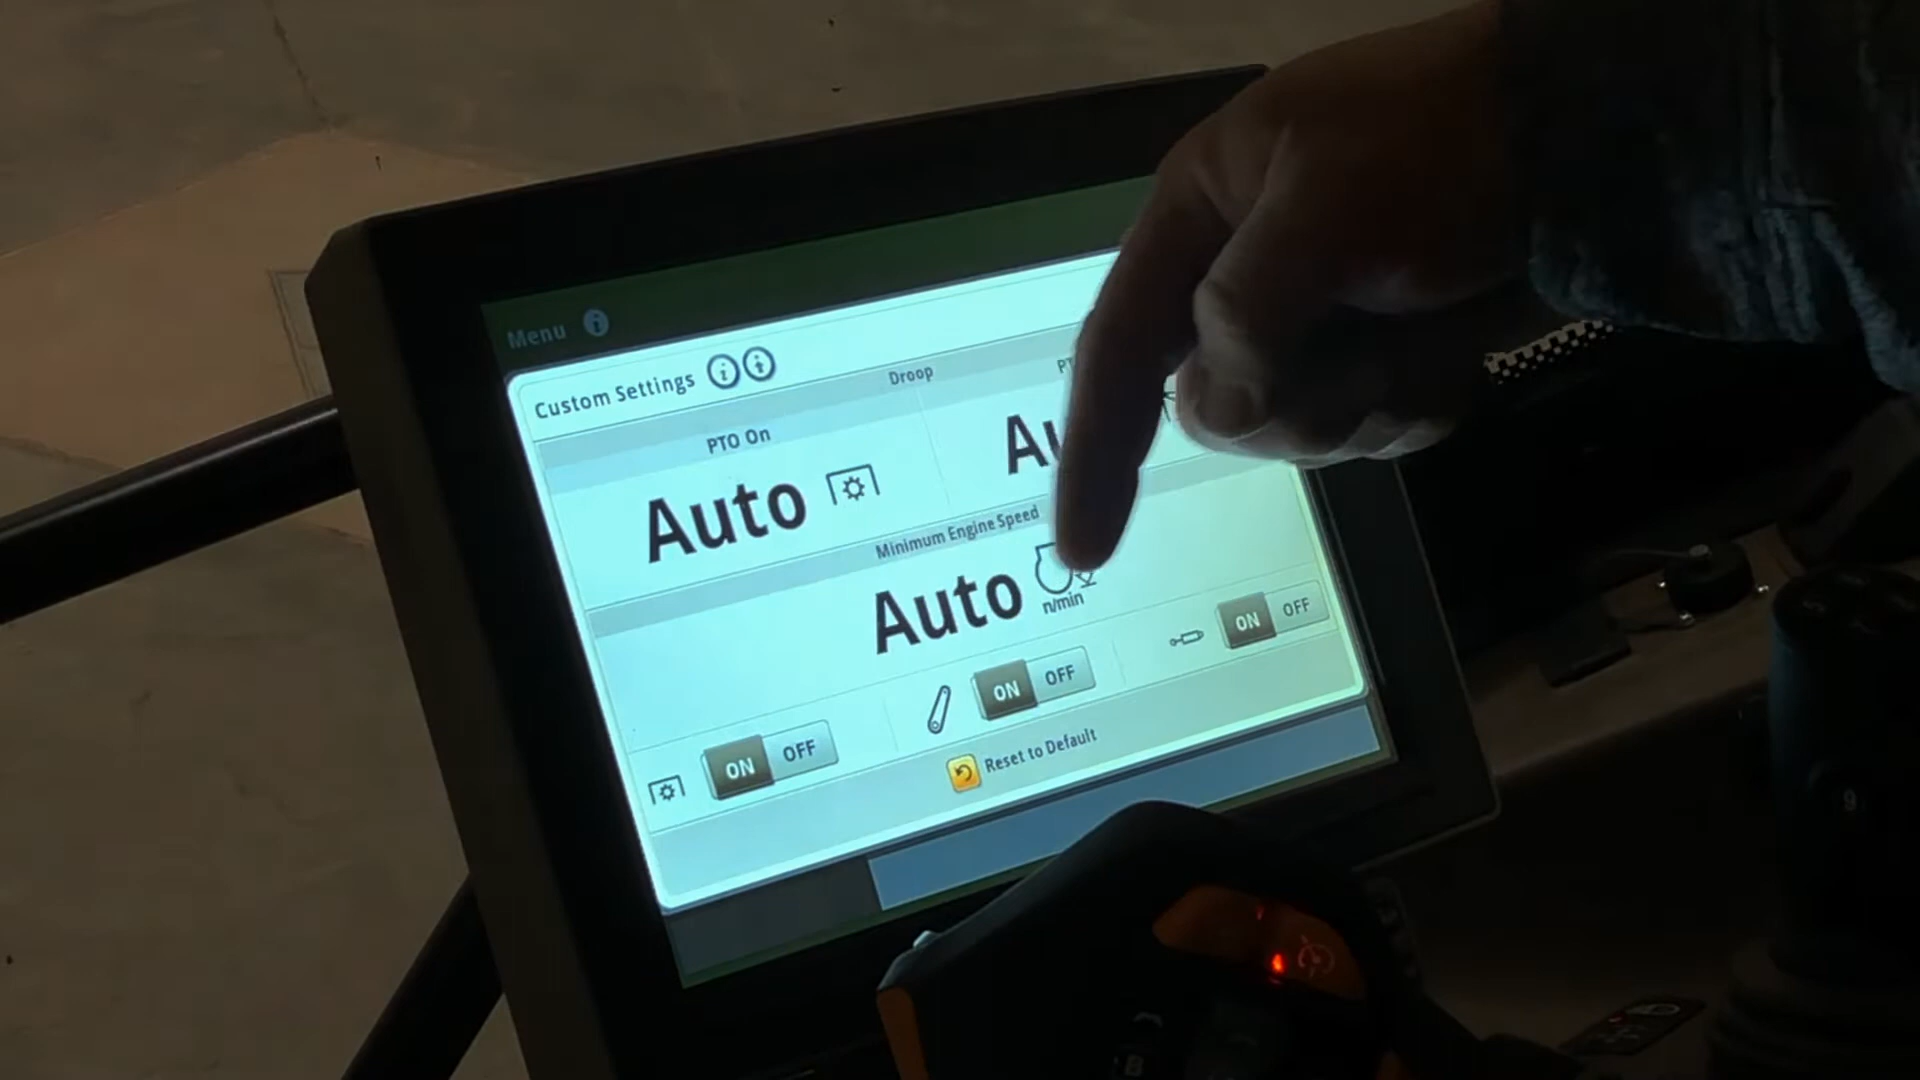 Menu
Custom Settings
Droop
PTO On
Auto
Minimum Engine Speed
Auto
n/min
ON OFF
ON OFF
ON OFF
Reset to Default